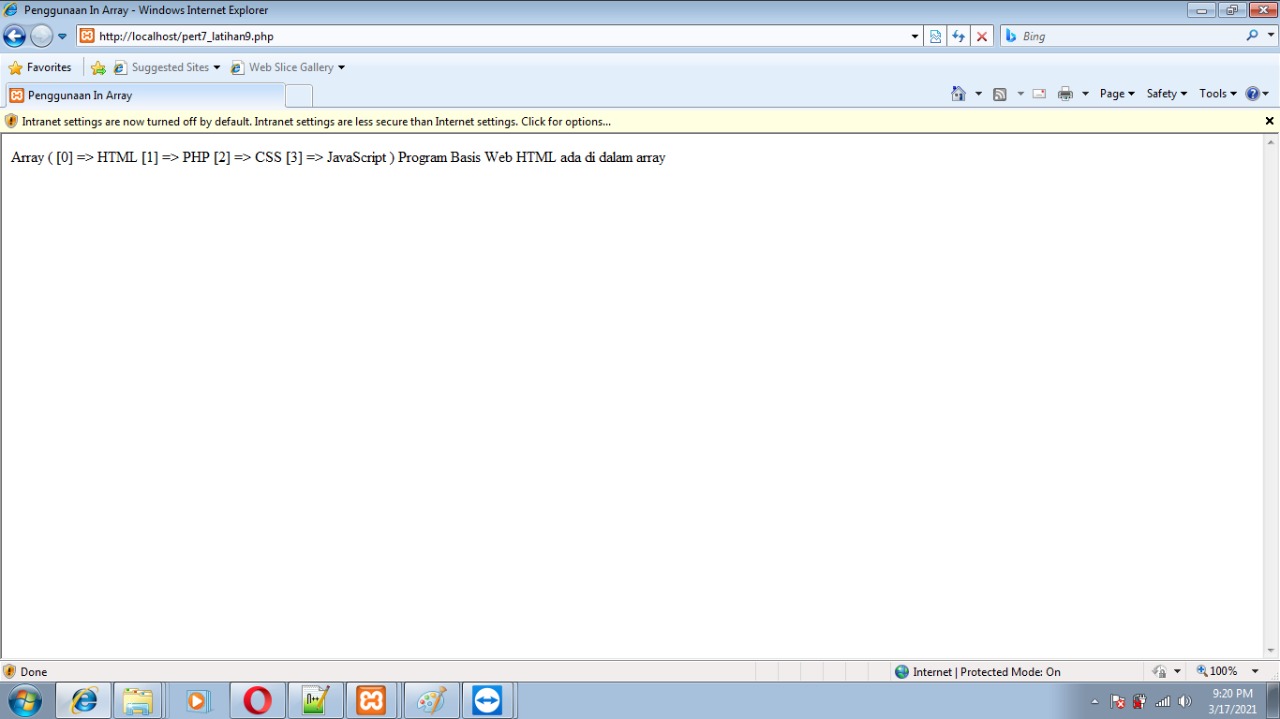 Penggunaan In Array - Windows Internet Explorer
http://localhost/pert7_latihan9.php
Bing
Favorites Suggested Sites Web Slice Gallery
Penggunaan In Array
Page Safety Tools
Intranet settings are now turned off by default. Intranet settings are less secure than Internet settings. Click for options...
Array ( [0] => HTML [1] => PHP [2] => CSS [3] => JavaScript ) Program Basis Web HTML ada di dalam array
Done
Internet | Protected Mode: On
100%
9:20 PM
3/17/2021